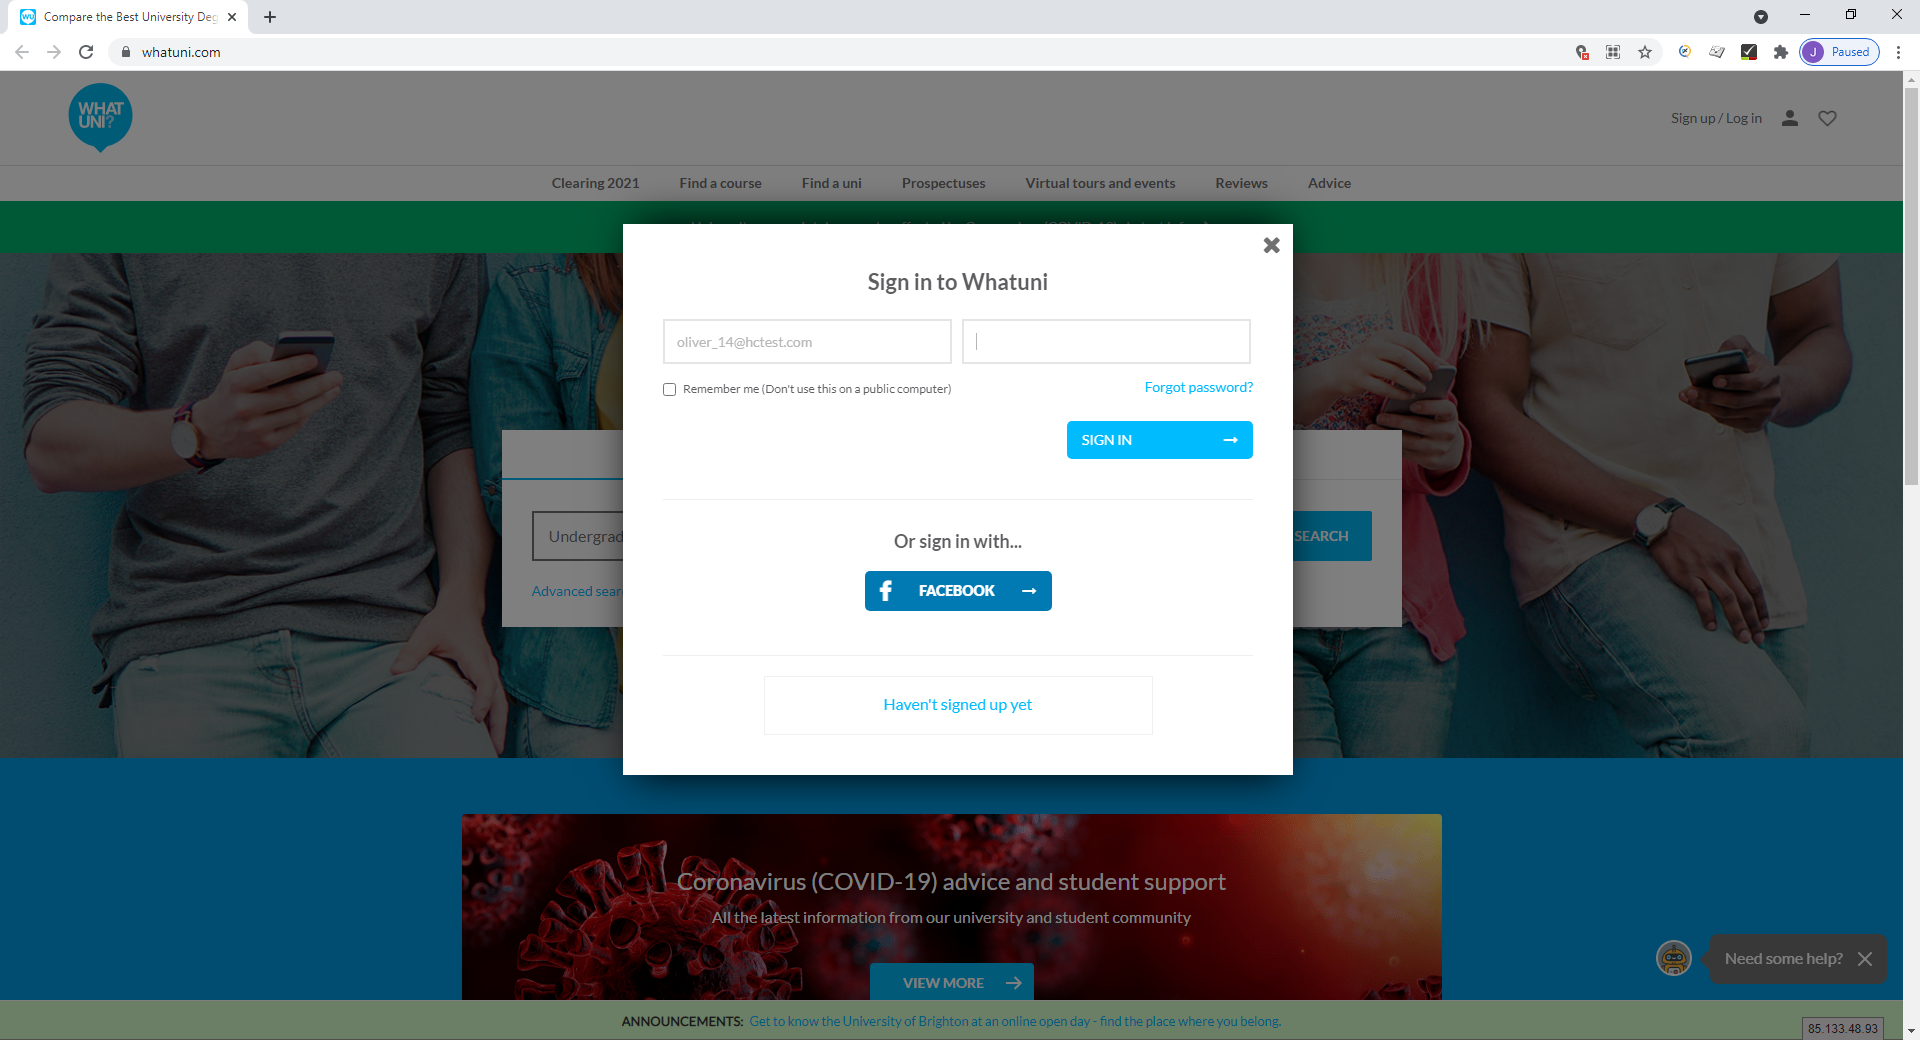 WU Compare the Best University Deg
whatuni.com
J Paused
WHAT
UNI?
Sign up / Log in
Clearing 2021 Find a course Find a uni Prospectuses Virtual tours and events Reviews Advice
Sign in to Whatuni
oliver_14@hctest.com
Remember me (Don't use this on a public computer) Forgot password?
SIGN IN
Undergrad SEARCH
Or sign in with...
Advanced sear
f FACEBOOK
Haven't signed up yet
Coronavirus (COVID-19) advice and student support
All the latest information from our university and student community
Need some help?
VIEW MORE
ANNOUNCEMENTS: Get to know the University of Brighton at an online open day - find the place where you belong.
85.133.48.93